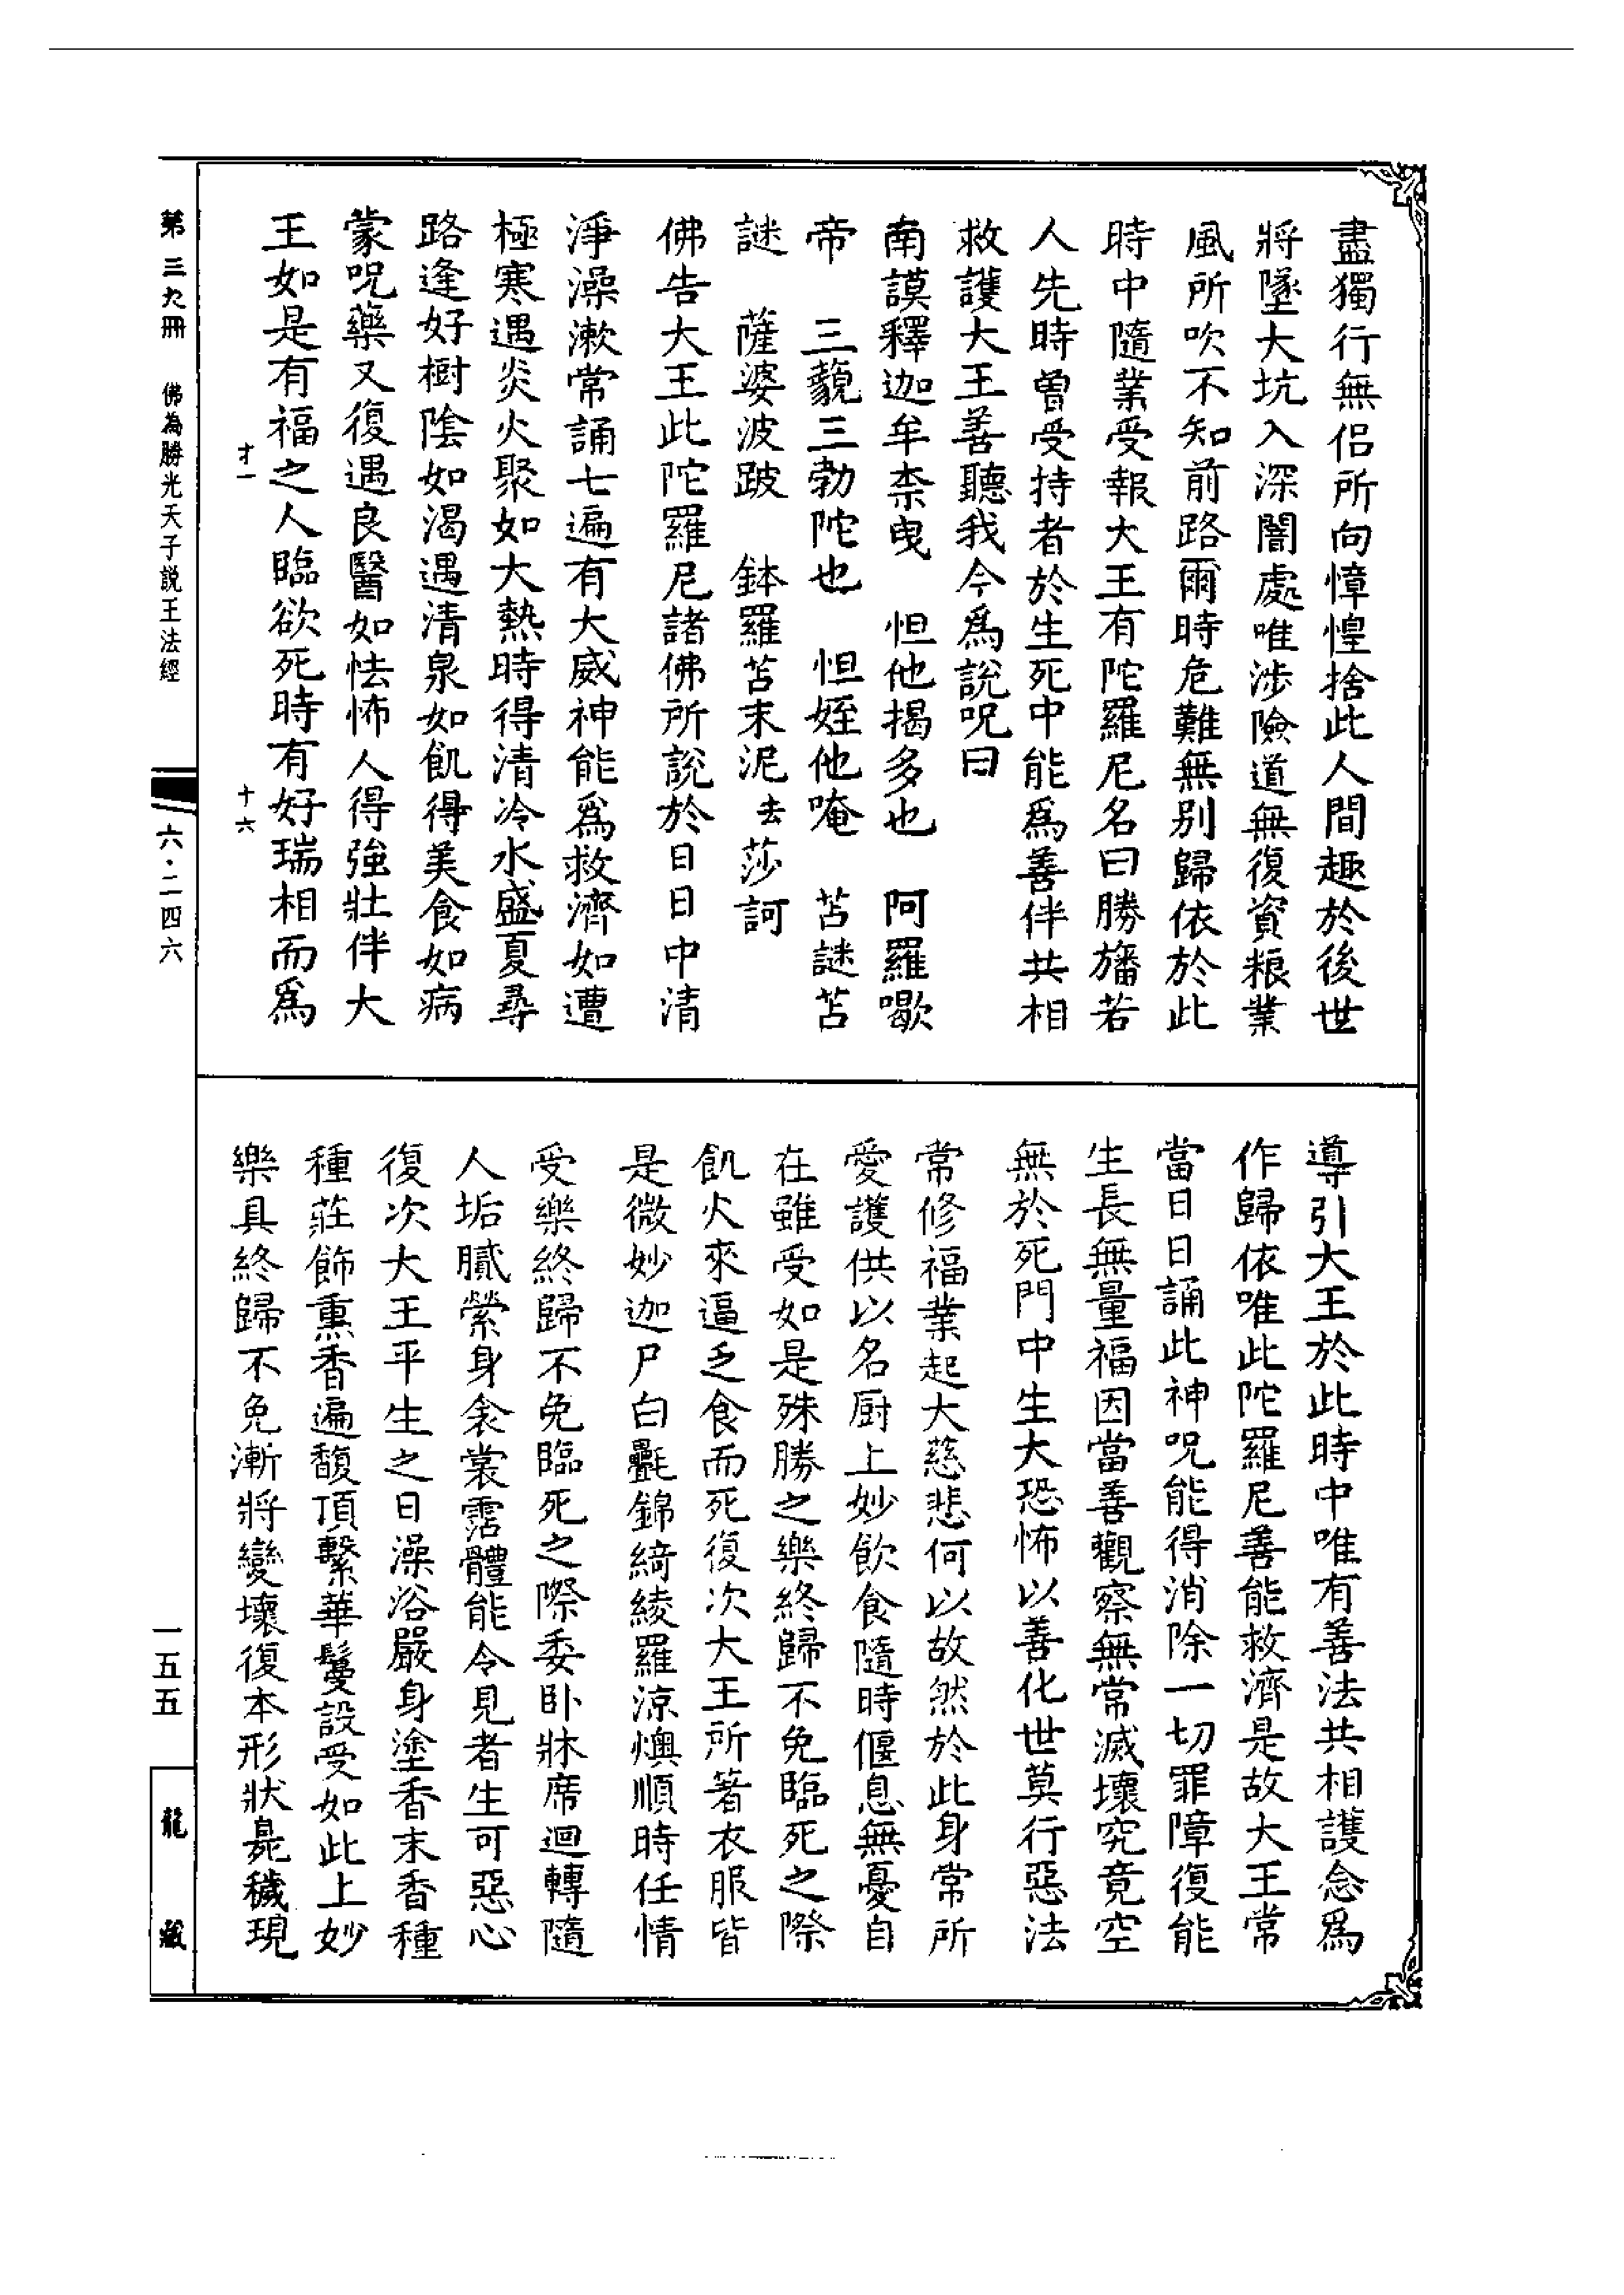 盡獨行無侶所向慞惶捨此人間趣於後世
將墜大坑入深闇處唯涉險道無復資粮業
風所吹不知前路爾時危難無別歸依於此
時中隨業受報大王有陀羅尼名曰勝旛若
人先時曾受持者於生死中能爲善伴共相
救護大王善聽我今爲說呪曰
南謨釋迦牟柰曳　怛他揭多也　阿羅歇
帝　三藐三勃陀也　怛姪他唵　苫謎苫
謎　薩婆波跛　鉢羅苫末泥去莎訶
佛告大王此陀羅尼諸佛所說於日日中清
淨澡漱常誦七遍有大威神能爲救濟如遭
極寒遇炎火聚如大熱時得清冷水盛夏尋
路逢好樹陰如渴遇清泉如飢得美食如病
蒙呪藥又復遇良醫如怯怖人得強壯伴大
王如是有福之人臨欲死時有好瑞相而爲
才一　十六
導引大王於此時中唯有善法共相護念爲
作歸依唯此陀羅尼善能救濟是故大王常
當日日誦此神呪能得消除一切罪障復能
生長無量福因當善觀察無常滅壞究竟空
無於死門中生大恐怖以善化世莫行惡法
常修福業起大慈悲何以故然於此身常所
愛護供以名厨上妙飲食隨時偃息無憂自
在雖受如是殊勝之樂終歸不免臨死之際
飢火來逼乏食而死復次大王所著衣服皆
是微妙迦尸白㲲錦綺綾羅涼燠順時任情
受樂終歸不免臨死之際委卧牀席迴轉隨
人垢膩縈身衾裳霑體能令見者生可惡心
復次大王平生之日澡浴嚴身塗香末香種
種莊飾熏香遍馥頂繫華鬘設受如此上妙
樂具終歸不免漸將變壞復本形狀臰穢現
第三九冊　佛為勝光天子説王法經
六·二四六
一五五
龍藏